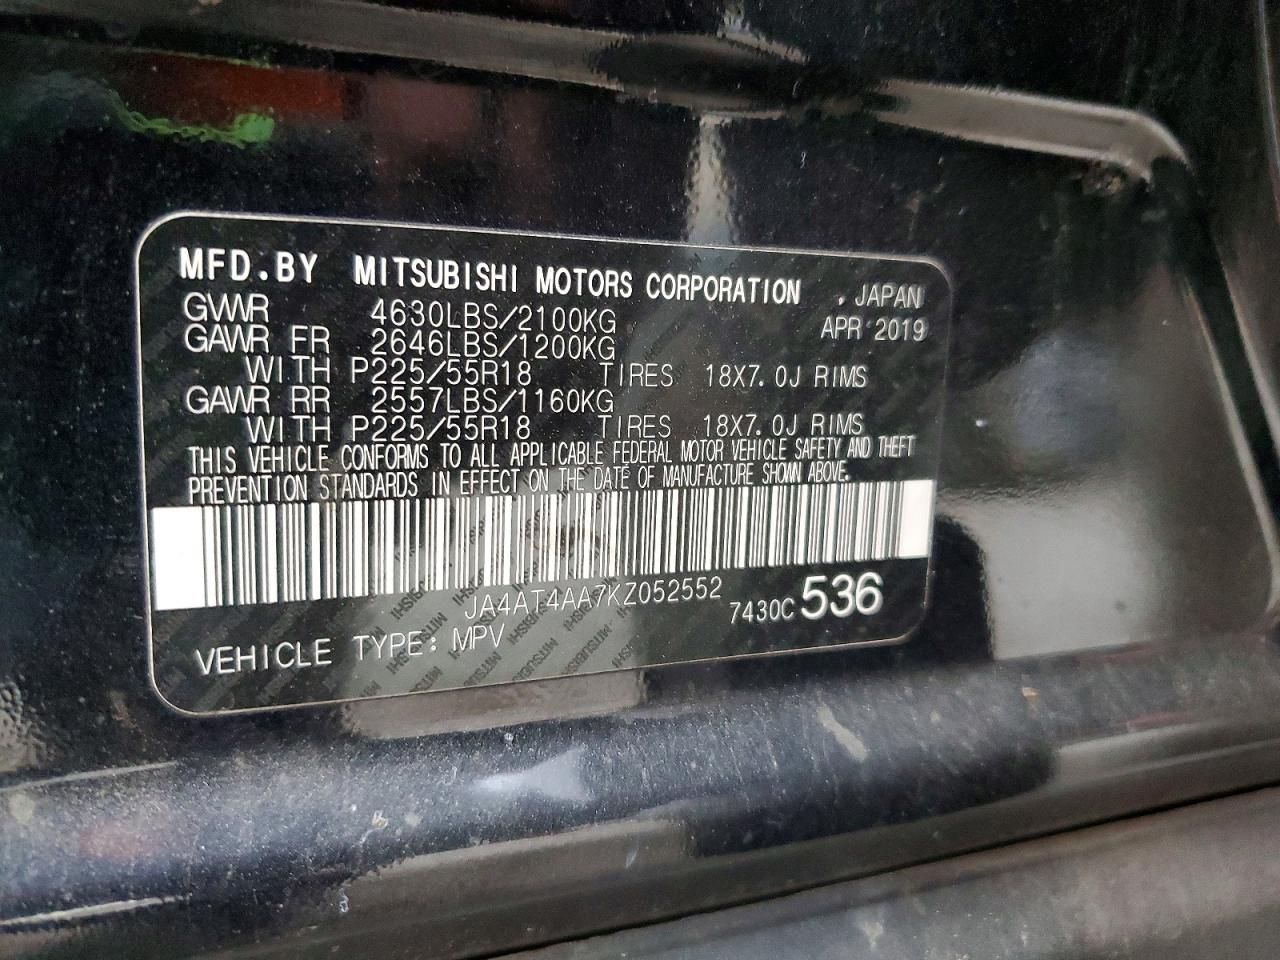 MFD.BY MITSUBISHI MOTORS CORPORATION . JAPAN
GVWR 4630LBS/2100KG APR 2019
GAWR FR 2646LBS/1200KG
WITH P225/55R18 TIRES 18X7.0J RIMS
GAWR RR 2557LBS/1160KG
WITH P225/55R18 TIRES 18X7.0J RIMS
THIS VEHICLE CONFORMS TO ALL APPLICABLE FEDERAL MOTOR VEHICLE SAFETY AND THEFT
PREVENTION STANDARDS IN EFFECT ON THE DATE OF MANUFACTURE SHOWN ABOVE.
JA4AT4AA7KZ052552 7430C 536
VEHICLE TYPE: MPV